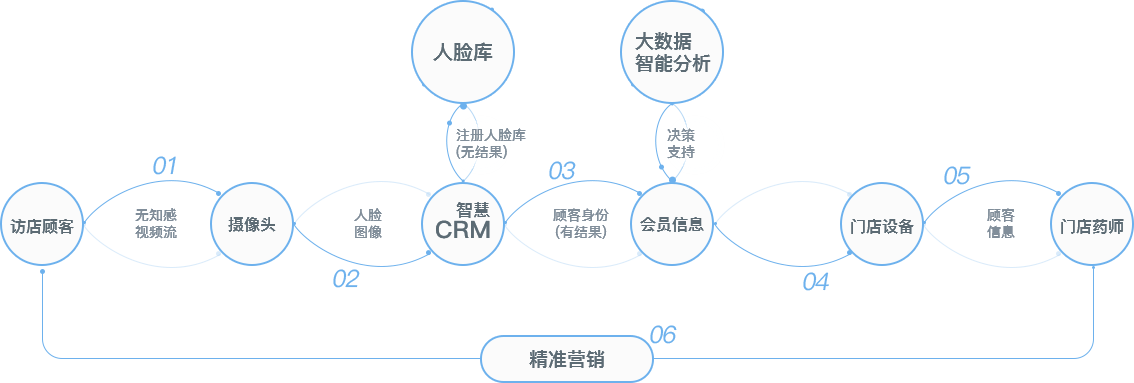 人脸库
大数据
智能分析
注册人脸库
(无结果)
决策
支持
01
03
05
访店顾客
无知感
视频流
摄像头
人脸
图像
智慧
CRM
顾客身份
(有结果)
会员信息
门店设备
顾客
信息
门店药师
02
04
06
精准营销